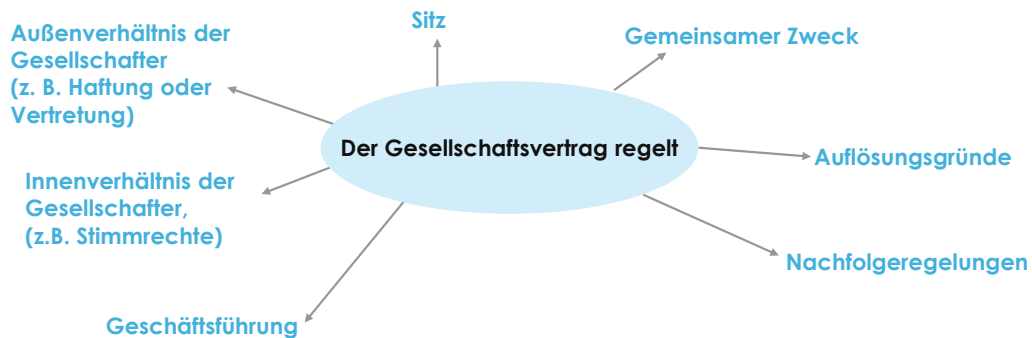 Sitz
Außenverhältnis der
Gesellschafter
(z. B. Haftung oder
Vertretung)
Gemeinsamer Zweck
Der Gesellschaftsvertrag regelt
Auflösungsgründe
Innenverhältnis der
Gesellschafter,
(z.B. Stimmrechte)
Nachfolgeregelungen
Geschäftsführung